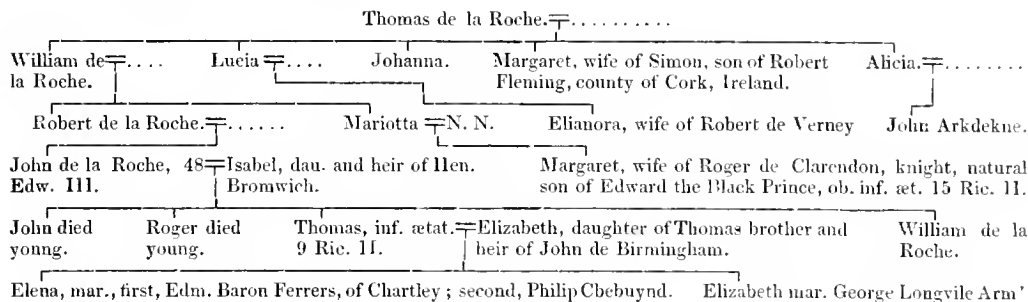 Thomas de la Roche.╤..........
William de╤.... Lucia╤.... Johanna. Margaret, wife of Simon, son of Robert Alicia.╤........
la Roche. Fleming, county of Cork, Ireland.
Robert de la Roche.╤...... Mariotta╤N. N. Elianora, wife of Robert de Verney John Arkdekne.
John de la Roche, 48╤Isabel, dau. and heir of Hen. Margaret, wife of Roger de Clarendon, knight, natural
Edw. III. Bromwich. son of Edward the Black Prince, ob. inf. æt. 15 Ric. II.
John died Roger died Thomas, inf. ætat.╤Elizabeth, daughter of Thomas brother and William de la
young. young. 9 Ric. II. heir of John de Birmingham. Roche.
Elena, mar., first, Edm. Baron Ferrers, of Chartley; second, Philip Chebuynd. Elizabeth mar. George Longvile Arm'